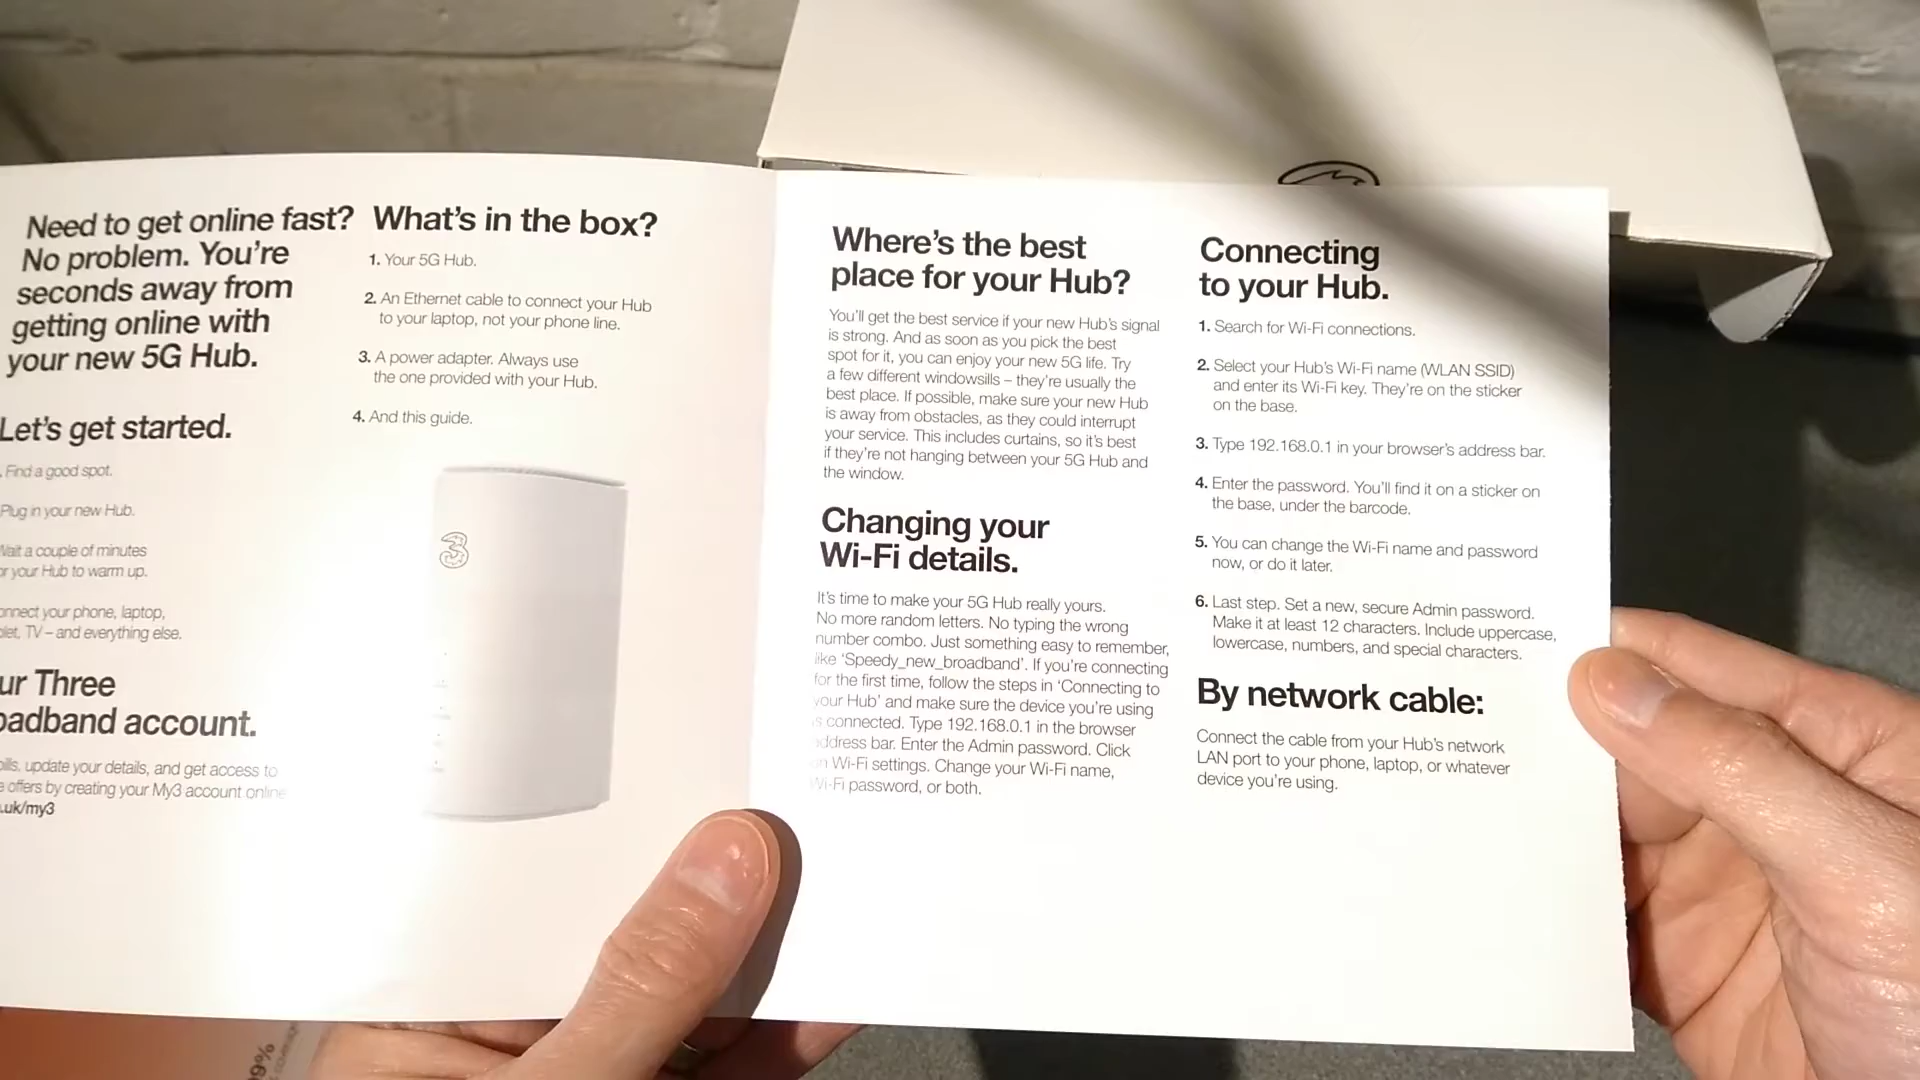 Need to get online fast?
No problem. You're
seconds away from
getting online with
your new 5G Hub.
Let's get started.
Find a good spot.
Plug in your new Hub.
Wait a couple of minutes
your Hub to warm up.
your phone, laptop,
TV – and everything else.
Three
account.
update your details, and get access to
offers by creating your My3 account online
.uk/my3
What's in the box?
1. Your 5G Hub.
2. An Ethernet cable to connect your Hub
to your laptop, not your phone line.
3. A power adapter. Always use
the one provided with your Hub.
4. And this guide.
3
Where's the best
place for your Hub?
You'll get the best service if your new Hub's signal
is strong. And as soon as you pick the best
spot for it, you can enjoy your new 5G life. Try
a few different windowsills – they're usually the
best place. If possible, make sure your new Hub
is away from obstacles, as they could interrupt
your service. This includes curtains, so it's best
if they're not hanging between your 5G Hub and
the window.
Changing your
Wi-Fi details.
It's time to make your 5G Hub really yours.
No more random letters. No typing the wrong
number combo. Just something easy to remember,
like 'Speedy_new_broadband'. If you're connecting
for the first time, follow the steps in 'Connecting to
your Hub' and make sure the device you're using
is connected. Type 192.168.0.1 in the browser
address bar. Enter the Admin password. Click
on Wi-Fi settings. Change your Wi-Fi name,
Wi-Fi password, or both.
Connecting
to your Hub.
1. Search for Wi-Fi connections.
2. Select your Hub's Wi-Fi name (WLAN SSID)
and enter its Wi-Fi key. They're on the sticker
on the base.
3. Type 192.168.0.1 in your browser's address bar.
4. Enter the password. You'll find it on a sticker on
the base, under the barcode.
5. You can change the Wi-Fi name and password
now, or do it later.
6. Last step. Set a new, secure Admin password.
Make it at least 12 characters. Include uppercase,
lowercase, numbers, and special characters.
By network cable:
Connect the cable from your Hub's network
LAN port to your phone, laptop, or whatever
device you're using.